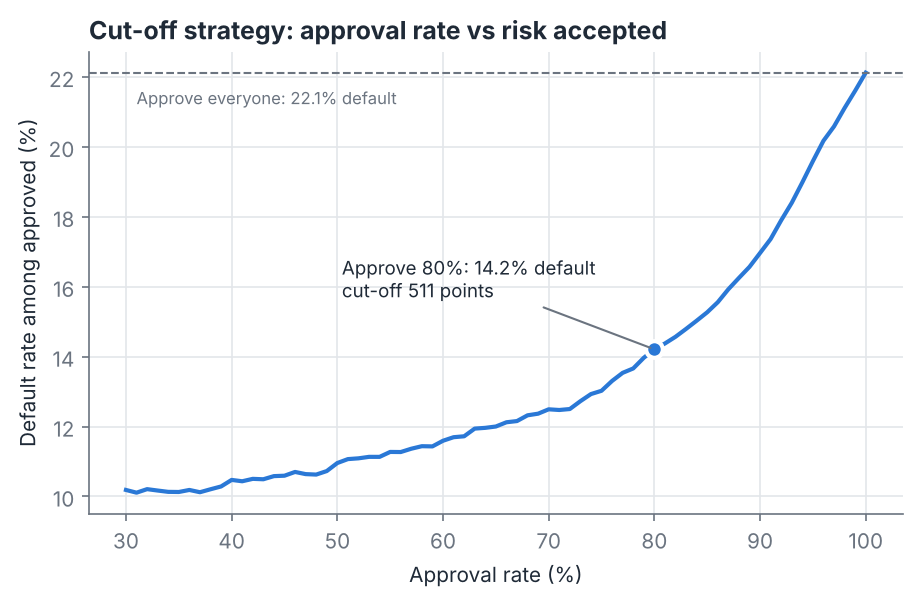 Cut-off strategy: approval rate vs risk accepted
Default rate among approved (%)
22
20
18
16
14
12
10
Approve everyone: 22.1% default
Approve 80%: 14.2% default
cut-off 511 points
30 40 50 60 70 80 90 100
Approval rate (%)